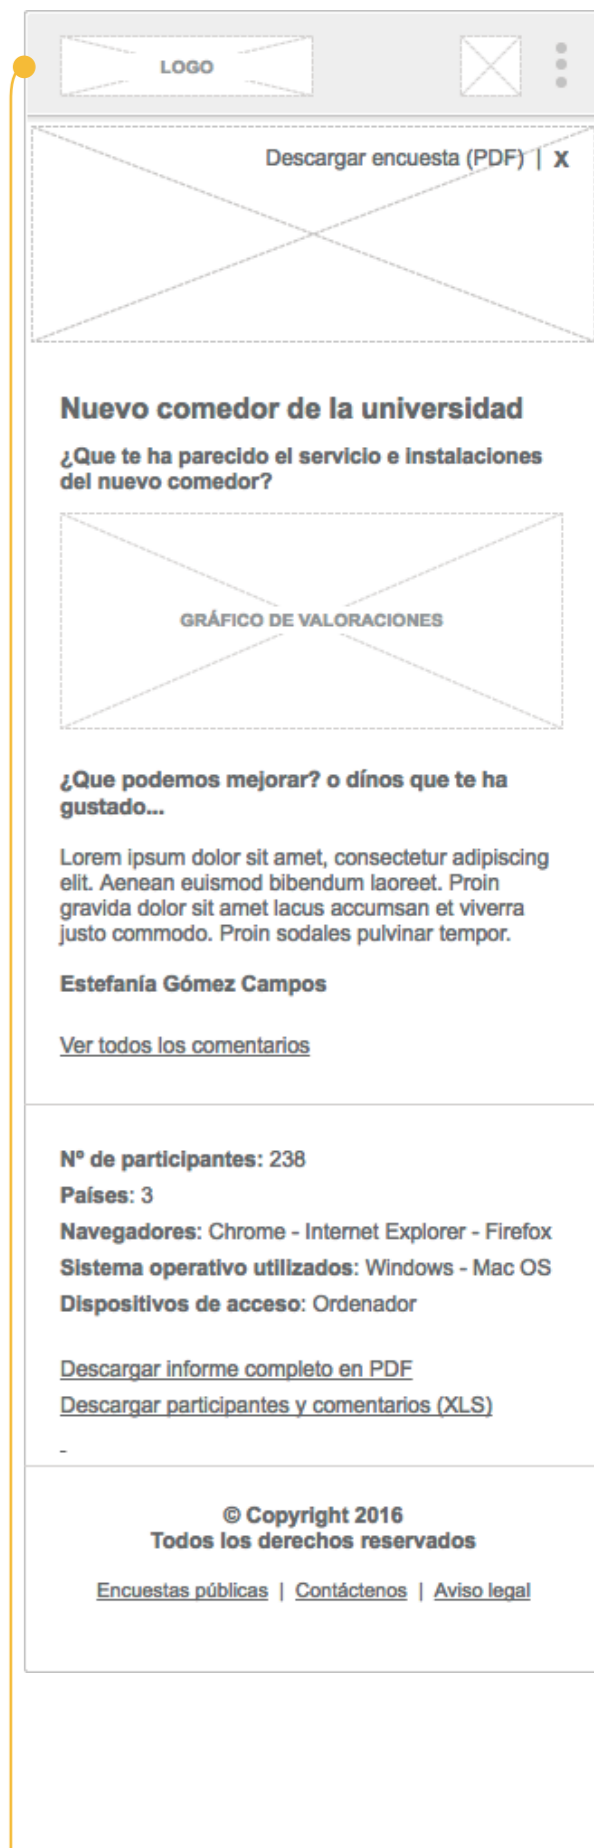 LOGO
Descargar encuesta (PDF) | X
Nuevo comedor de la universidad
¿Que te ha parecido el servicio e instalaciones
del nuevo comedor?
GRÁFICO DE VALORACIONES
¿Que podemos mejorar? o dínos que te ha
gustado...
Lorem ipsum dolor sit amet, consectetur adipiscing
elit. Aenean euismod bibendum laoreet. Proin
gravida dolor sit amet lacus accumsan et viverra
justo commodo. Proin sodales pulvinar tempor.
Estefanía Gómez Campos
Ver todos los comentarios
Nº de participantes: 238
Países: 3
Navegadores: Chrome - Internet Explorer - Firefox
Sistema operativo utilizados: Windows - Mac OS
Dispositivos de acceso: Ordenador
Descargar informe completo en PDF
Descargar participantes y comentarios (XLS)
-
© Copyright 2016
Todos los derechos reservados
Encuestas públicas | Contáctenos | Aviso legal